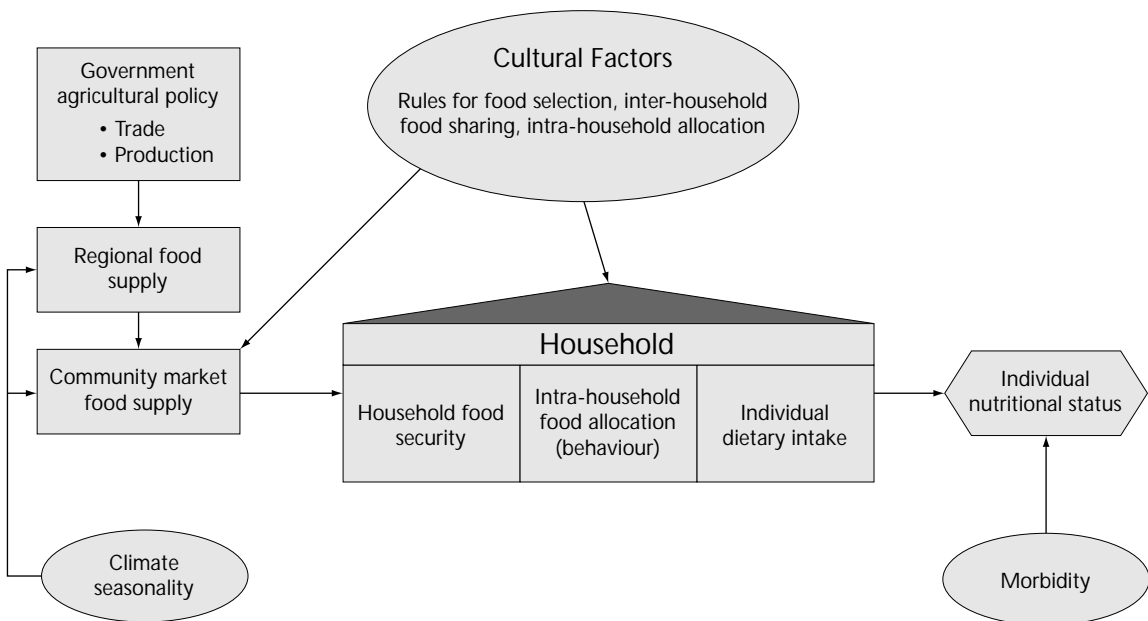 Government
agricultural policy
• Trade
• Production
Cultural Factors
Rules for food selection, inter-household
food sharing, intra-household allocation
Regional food
supply
Community market
food supply
Household
Household food
security
Intra-household
food allocation
(behaviour)
Individual
dietary intake
Individual
nutritional status
Climate
seasonality
Morbidity